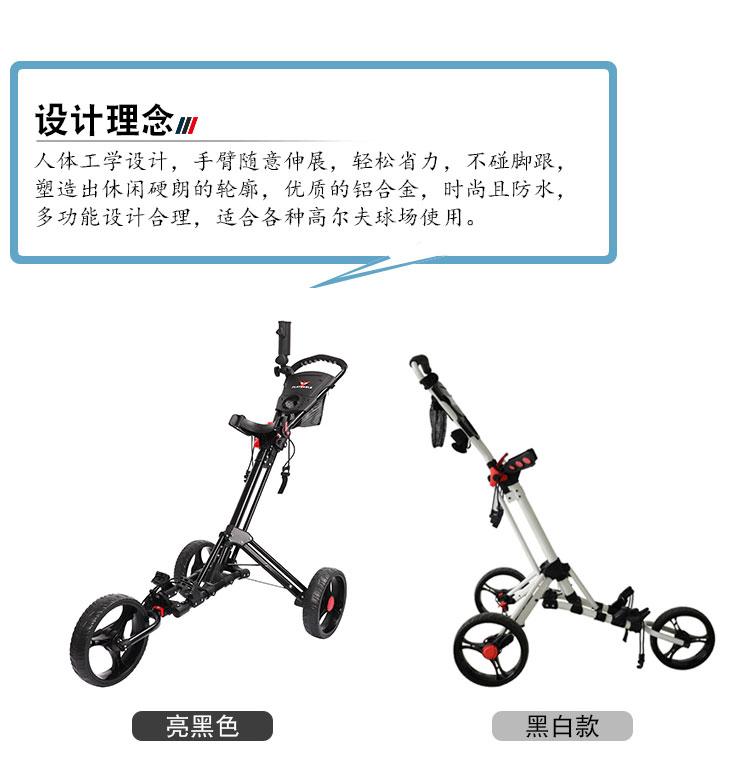 设计理念
人体工学设计，手臂随意伸展，轻松省力，不碰脚跟，
塑造出休闲硬朗的轮廓，优质的铝合金，时尚且防水，
多功能设计合理，适合各种高尔夫球场使用。
亮黑色
黑白款